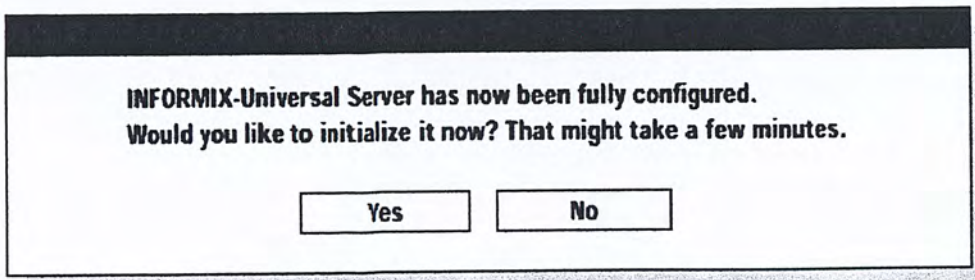 INFORMIX-Universal Server has now been fully configured.
Would you like to initialize it now? That might take a few minutes.
Yes No